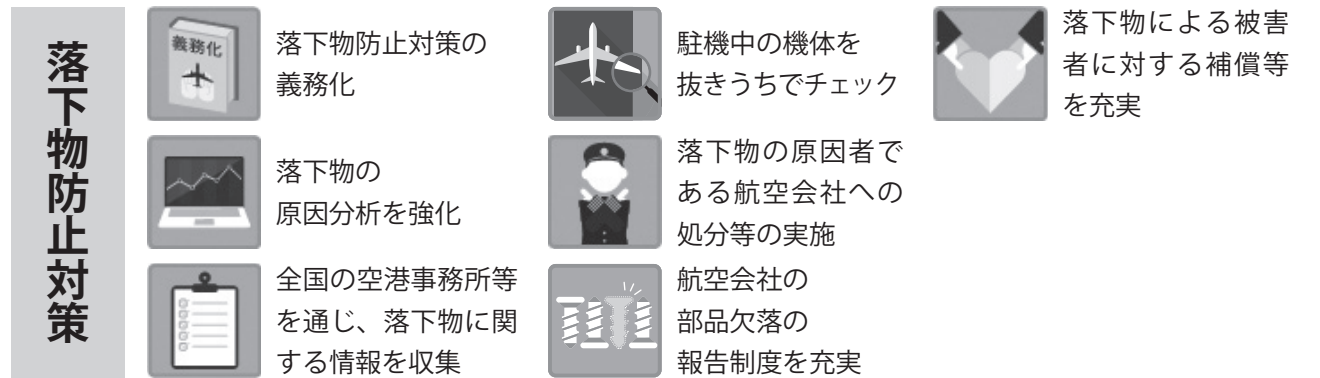 落下物防止対策
義務化
落下物防止対策の
義務化
落下物の
原因分析を強化
全国の空港事務所等
を通じ、落下物に関
する情報を収集
駐機中の機体を
抜きうちでチェック
落下物の原因者で
ある航空会社への
処分等の実施
航空会社の
部品欠落の
報告制度を充実
落下物による被害
者に対する補償等
を充実